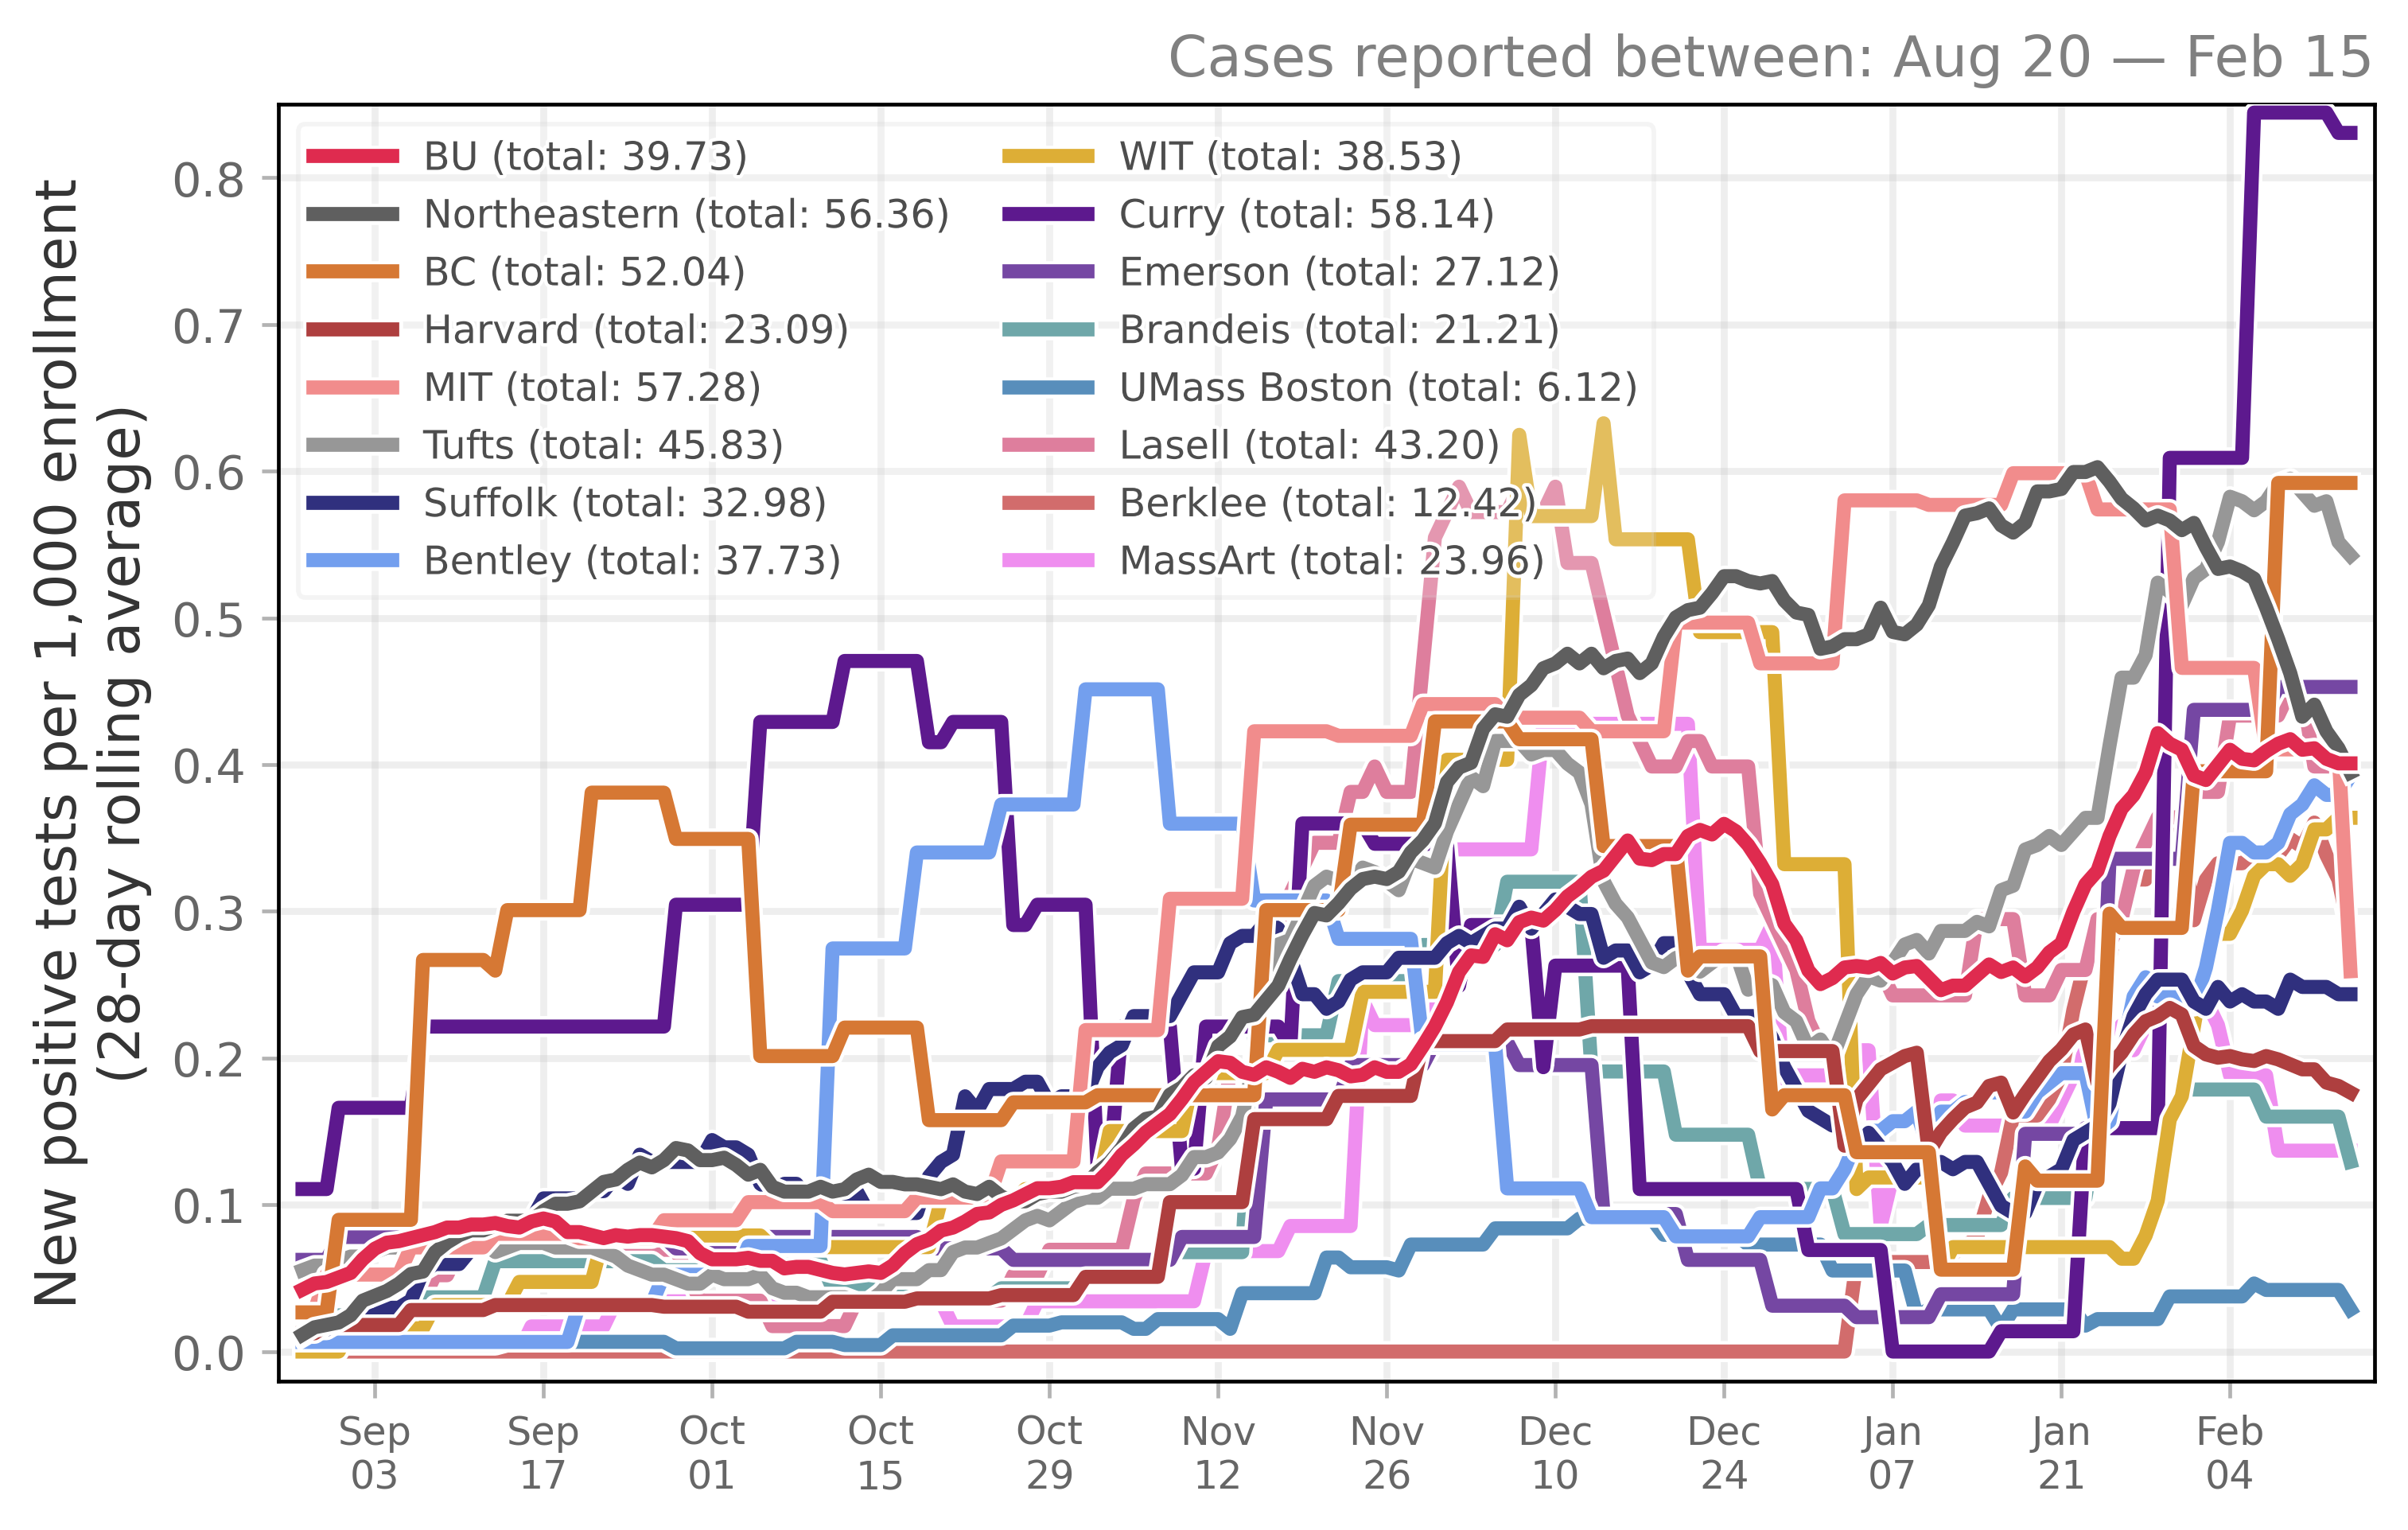 Cases reported between: Aug 20 — Feb 15
New positive tests per 1,000 enrollment
(28-day rolling average)
0.8
0.7
0.6
0.5
0.4
0.3
0.2
0.1
0.0
BU (total: 39.73)
Northeastern (total: 56.36)
BC (total: 52.04)
Harvard (total: 23.09)
MIT (total: 57.28)
Tufts (total: 45.83)
Suffolk (total: 32.98)
Bentley (total: 37.73)
WIT (total: 38.53)
Curry (total: 58.14)
Emerson (total: 27.12)
Brandeis (total: 21.21)
UMass Boston (total: 6.12)
Lasell (total: 43.20)
Berklee (total: 12.42)
MassArt (total: 23.96)
Sep
03
Sep
17
Oct
01
Oct
15
Oct
29
Nov
12
Nov
26
Dec
10
Dec
24
Jan
07
Jan
21
Feb
04